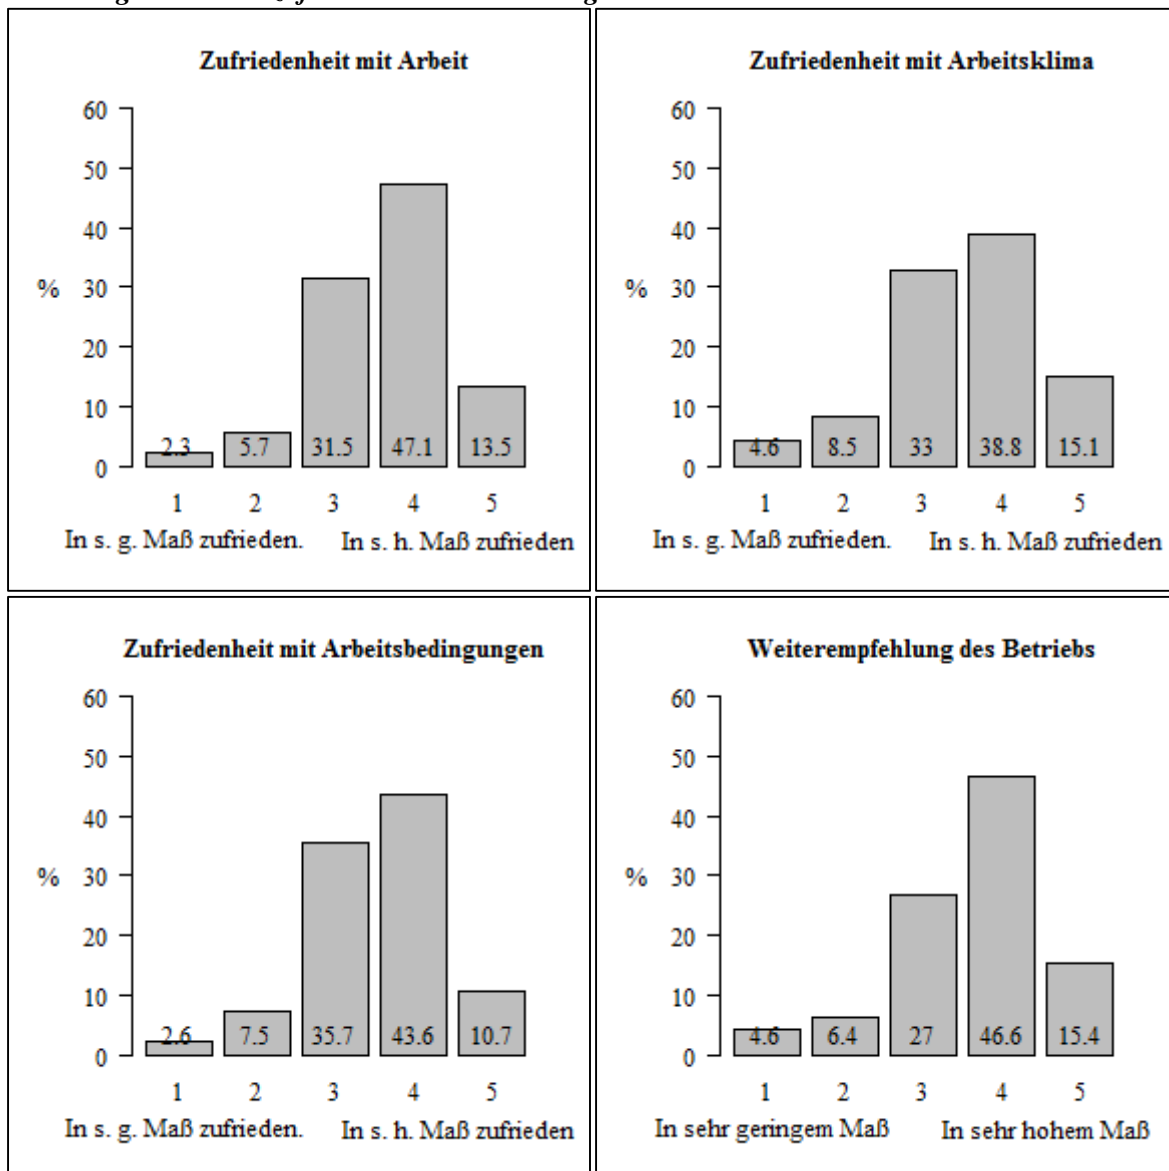 Zufriedenheit mit Arbeit
60
50
40
% 30
20
10
0
2.3 5.7 31.5 47.1 13.5
1 2 3 4 5
In s. g. Maß zufrieden. In s. h. Maß zufrieden
Zufriedenheit mit Arbeitsklima
60
50
40
% 30
20
10
0
4.6 8.5 33 38.8 15.1
1 2 3 4 5
In s. g. Maß zufrieden. In s. h. Maß zufrieden
Zufriedenheit mit Arbeitsbedingungen
60
50
40
% 30
20
10
0
2.6 7.5 35.7 43.6 10.7
1 2 3 4 5
In s. g. Maß zufrieden. In s. h. Maß zufrieden
Weiterempfehlung des Betriebs
60
50
40
% 30
20
10
0
4.6 6.4 27 46.6 15.4
1 2 3 4 5
In sehr geringem Maß In sehr hohem Maß